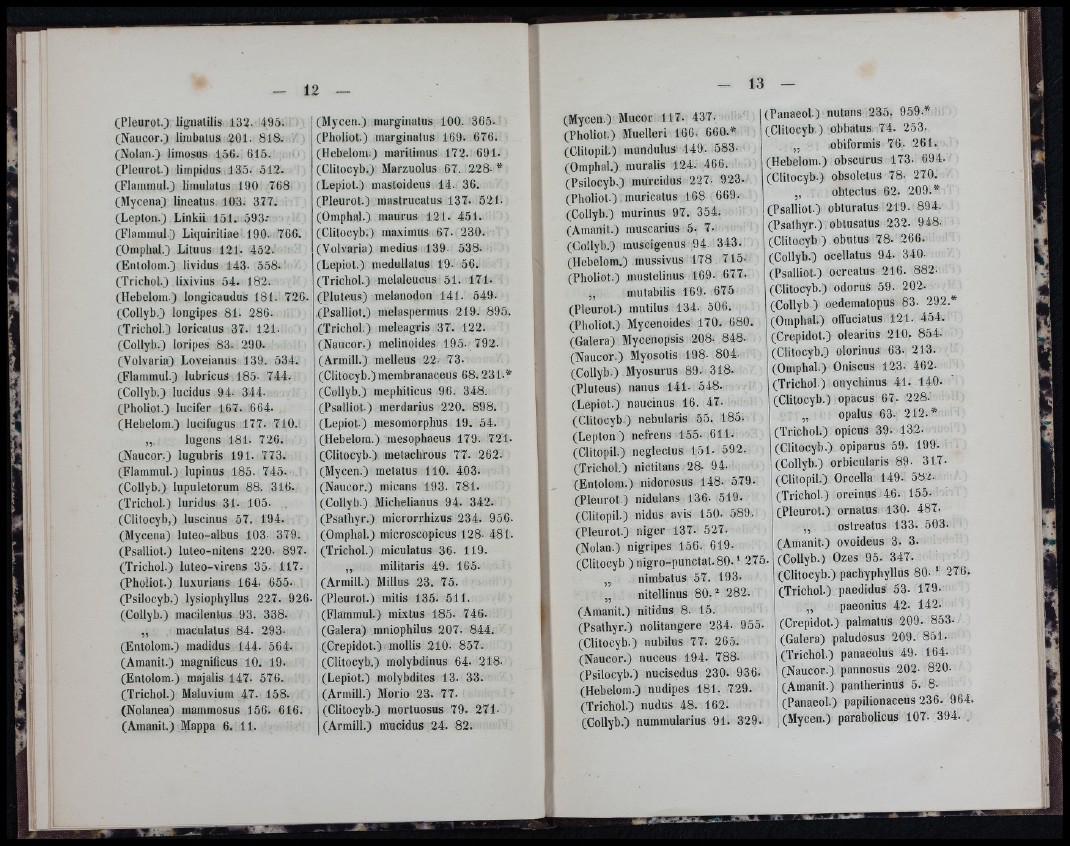 — 12 —
(Pleurot.) lignatilis 132. 495.
(Naucor.) limbatus 201. 818.
(Nolan.) limosus 156. 615.
(Pleurot.) limpidus 135. 512.
(Flammul.) limulatus 190 768
(Mycena) lineatus 103. 377.
(Lepton.) Linkii 151. 593.
(Flammul.) Liquiritiae 190. 766.
(Omphal.) Lituus 121. 452.
(Entolom.) lividus 143. 558.
(Trichol.) lixivius 54. 182.
(Hebelom.) longicaudus 181. 726.
(Collyb.) longipes 81. 286.
(Trichol.) loricatus 37. 121.
(Collyb.) loripes 83. 290.
(Volvaria) Loveianus 139. 534.
(Flammul.) lubricus 185. 744.
(Collyb.) lucidus 94. 344.
(Pholiot.) lucifer 167. 664.
(Hebelom.) lucifugus 177. 710.
„ lugens 181. 726.
(Naucor.) lugubris 191. 773.
(Flammul.) lupinus 185. 745.
(Collyb.) lupuletorum 88. 316.
(Trichol.) luridus 31. 105.
(Clitocyb.) luscinus 57. 194.
(Mycena) luteo-albus 103. 379.
(Psalliot.) luteo-nitens 220. 897.
(Trichol.) luteo-virens 35. 117.
(Pholiot.) luxurians 164. 655.
(Psilocyb.) lysiophyllus 227. 926.
(Collyb.) macilentus 93. 338.
„ maculatus 84. 293.
(Entolom.) madidus 144. 564.
(Amanit.) magnificus 10. 19.
(Entolom.) majalis 147. 576.
(Trichol.) Maluvium 47. 158.
(Nolanea) mammosus 156. 616.
(Amanit.) Mappa 6. 11.
(Mycen.) marginatus 100. 365.
(Pholiot.) marginatus 169. 676.
(Hebelom.) maritimus 172. 691.
(Clitocyb.) Marzuolus 67. 228. *
(Lepiot.) mastoideus 14. 36.
(Pleurot.) mastrucatus 137. 521.
(Omphal.) maurus 121. 451.
(Clitocyb.) maximus 67. 230.
(Volvaria) medius 139. 538.
(Lepiot.) medullatus 19. 56.
(Trichol.) melaleucus 51. 171.
(Pluteus) melanodon 141. 549.
(Psalliot.) melaspermus 219. 895.
(Trichol.) meleagris 37. 122.
(Naucor.) melinoides 195. 792.
(Armill.) melleus 22. 73.
(Clitocyb.) membranaceus 68. 231.*
(Collyb.) mephiticus 96. 348.
(Psalliot.) merdarius 220. 898.
(Lepiot.) mesomorphus 19. 54.
(Hebelom.) mesophaeus 179. 721.
(Clitocyb.) metachrous 77. 262.
(Mycen.) metatus 110. 403.
(Naucor.) micans 193. 781.
(Collyb.) Michelianus 94. 342.
(Psathyr.) microrrhizus 234. 956.
(Omphal.) microscopicus 128. 481.
(Trichol.) miculatus 36. 119.
„ militaris 49. 165.
(Armill.) Millus 23. 75.
(Pleurot.) mitis 135. 511.
(Flammul.) mixtus 185. 746.
(Galera) mniophilus 207. 844.
(Crepidot.) mollis 210. 857.
(Clitocyb.) molybdinus 64. 218.
(Lepiot.) molybdites 13. 33.
(Armill.) Morio 23. 77.
(Clitocyb.) mortuosus 79. 271.
(Armill.) mucidus 24. 82.
— 13 —
(Mycen.) Mucor 117. 437.
(Pholiot.) Muelleri 166. 660.*
(Clitopil.) mundulus 149. 583.
(Omphal.) muralis 124. 466.
(Psilocyb.) murcidus 227. 923.
(Pholiot.) muricatus 168 669.
(Collyb.) murinus 97. 354.
(Amanit.) muscarius 5. 7.
(Collyb.) muscigenus 94. 343.
(Hebelom.) mussivus 178 715.
(Pholiot.) mustelinus 169. 677.
„ mutabilis 169. 675
(Pleurot.) mutilus 134. 506.
(Pholiot.) Mycenoides 170. 680.
(Galera) Mycenopsis 208. 848.
(Naucor.) Myosotis 198. 804.
(Collyb.) Myosurus 89. 318.
(Pluteus) nanus 141. 548.
(Lepiot.) naucinus 16. 47.
(Clitocyb.) nebularis 55. 185.
(Lepton ) nefrens 155. 611.
(Clitopil.) neglectus 151. 592.
(Trichol.) nictitans 28. 94.
(Entolom.) nidorosus 148. 579.
(Pleurot ) nidulans 136. 519.
(Clitopil.) nidus avis 150. 589.
(Pleurot.) niger 137. 527.
(Nolan.) nigripes 156. 619.
(Clitocyb ) nigro-punctat. 80.¹ 275.
„ nimbatus 57. 193.
„ nitellinus 80.² 282.
(Amanit.) nitidus 8. 15.
(Psathyr.) nolitangere 234. 955.
(Clitocyb.) nubilus 77. 265.
(Naucor.) nuceus 194. 788.
(Psilocyb.) nucisedus 230. 936.
(Hebelom.) nudipes 181. 729.
(Trichol.) nudus 48. 162.
(Collyb.) nummularius 91. 329.
(Panaeol.) nutans 235. 959.*
(Clitocyb ) obbatus 74. 253.
„ obiformis 76. 261.
(Hebelom.) obscurus 173. 694.
(Clitocyb.) obsoletus 78. 270.
„ obtectus 62. 209.*
(Psalliot.) obturatus 219. 894.
(Psathyr.) obtusatus 232. 948.
(Clitocyb ) obutus 78. 266.
(Collyb.) ocellatus 94. 340.
(Psalliot.) ocreatus 216. 882.
(Clitocyb.) odorus 59. 202.
(Collyb.) oedematopus 83. 292.*
(Omphal.) offuciatus 121. 454.
(Crepidot.) olearius 210. 854.
(Clitocyb.) olorinus 63. 213.
(Omphal.) Oniscus 123. 462.
(Trichol.) onychinus 41. 140.
(Clitocyb.) opacus 67. 228.
„ opalus 63. 212.*
(Trichol.) opicus 39. 132.
(Clitocyb.) opiparus 59. 199.
(Collyb.) orbicularis 89. 317.
(Clitopil.) Orcella 149. 582.
(Trichol.) oreinus 46. 155.
(Pleurot.) ornatus 130. 487.
„ ostreatus 133. 503.
(Amanit.) ovoideus 3. 3.
(Collyb.) Ozes 95. 347.
(Clitocyb.) pachyphyllus 80.¹ 276.
(Trichol.) paedidus 53. 179.
„ paeonius 42. 142.
(Crepidot.) palmatus 209. 853.
(Galera) paludosus 209. 851.
(Trichol.) panaeolus 49. 164.
(Naucor.) pannosus 202. 820.
(Amanit.) pantherinus 5. 8.
(Panaeol.) papilionaceus 236. 964.
(Mycen.) parabolicus 107. 394.